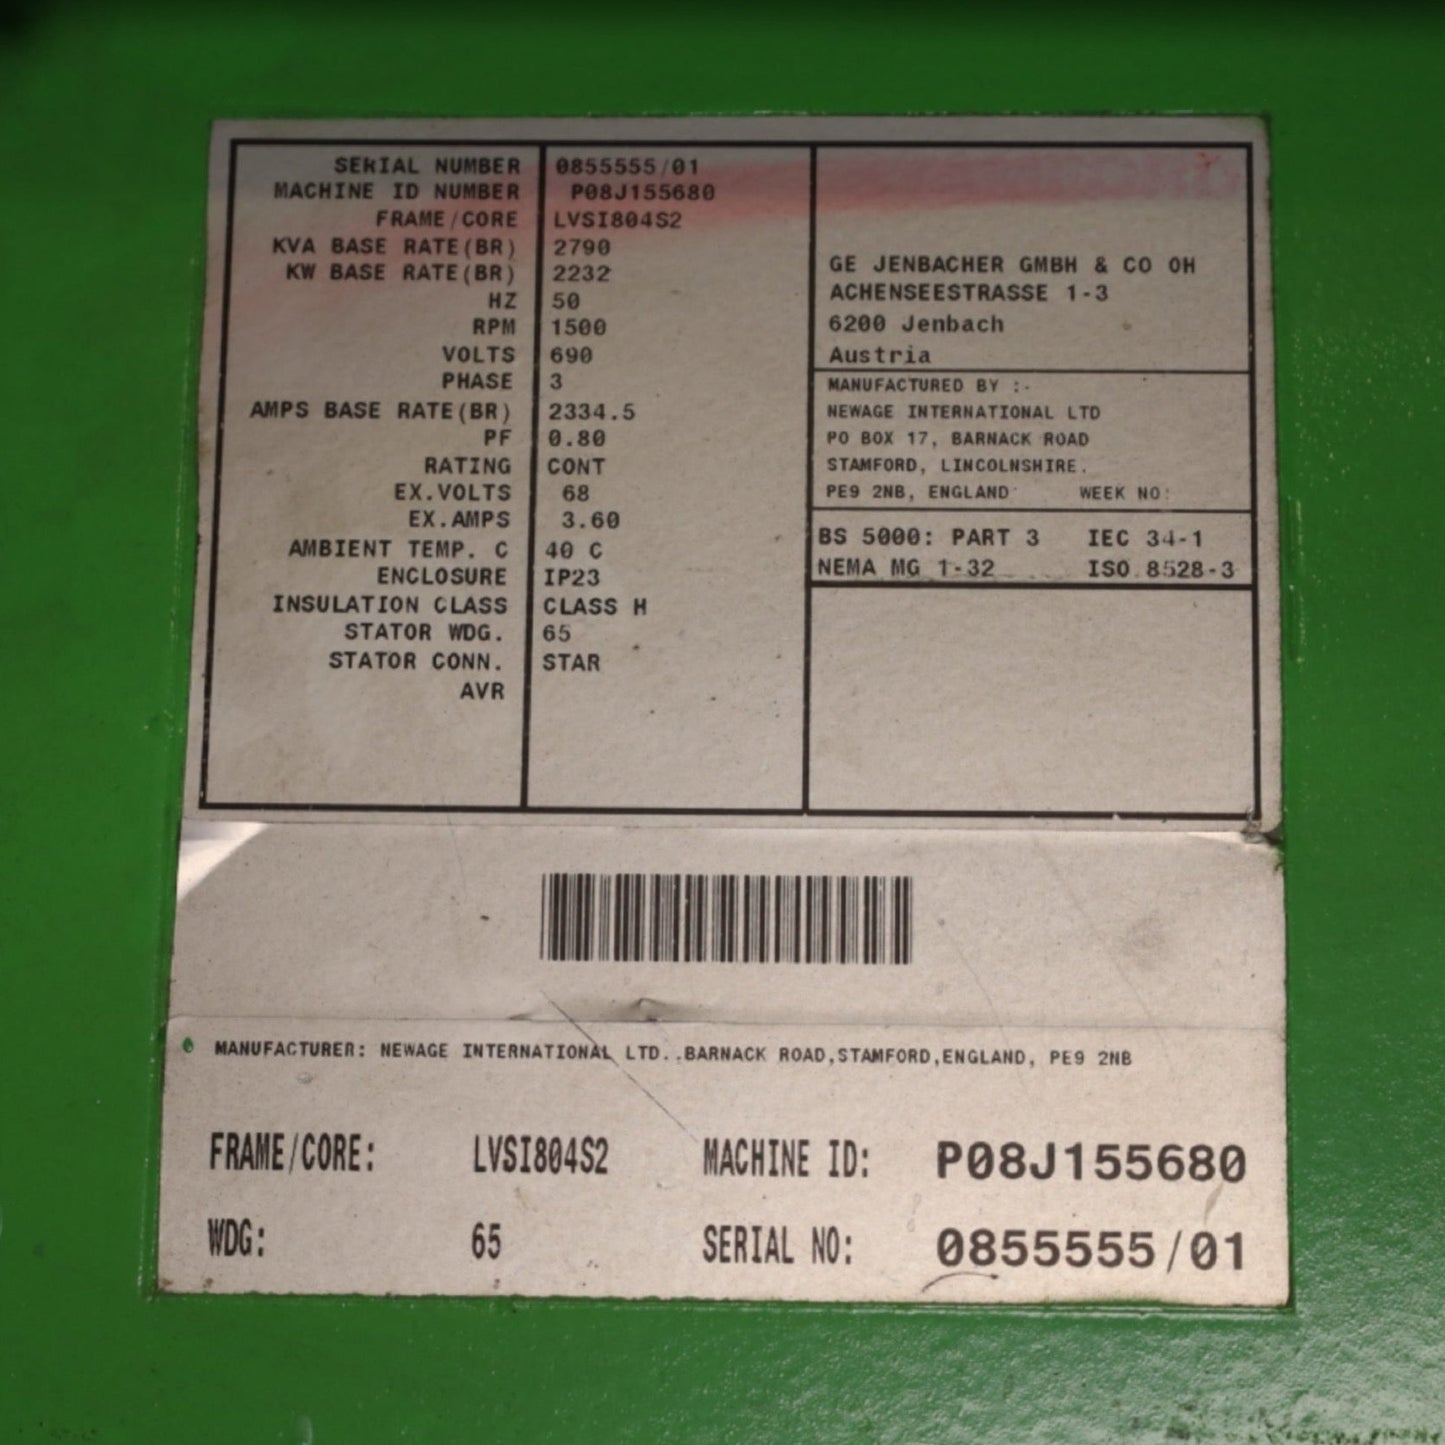 SERIAL NUMBER 0855555/01
MACHINE ID NUMBER P08J155680
FRAME/CORE LVSI804S2
KVA BASE RATE(BR) 2790
KW BASE RATE(BR) 2232
HZ 50
RPM 1500
VOLTS 690
PHASE 3
AMPS BASE RATE(BR) 2334.5
PF 0.80
RATING CONT
EX.VOLTS 68
EX.AMPS 3.60
AMBIENT TEMP. C 40 C
ENCLOSURE IP23
INSULATION CLASS CLASS H
STATOR WDG. 65
STATOR CONN. STAR
AVR
GE JENBACHER GMBH & CO OH
ACHENSEESTRASSE 1-3
6200 Jenbach
Austria
MANUFACTURED BY :-
NEWAGE INTERNATIONAL LTD
PO BOX 17, BARNACK ROAD
STAMFORD, LINCOLNSHIRE.
PE9 2NB, ENGLAND WEEK NO:
BS 5000: PART 3 IEC 34-1
NEMA MG 1-32 ISO 8528-3
MANUFACTURER: NEWAGE INTERNATIONAL LTD..BARNACK ROAD,STAMFORD,ENGLAND, PE9 2NB
FRAME/CORE: LVSI804S2 MACHINE ID: P08J155680
WDG: 65 SERIAL NO: 0855555/01